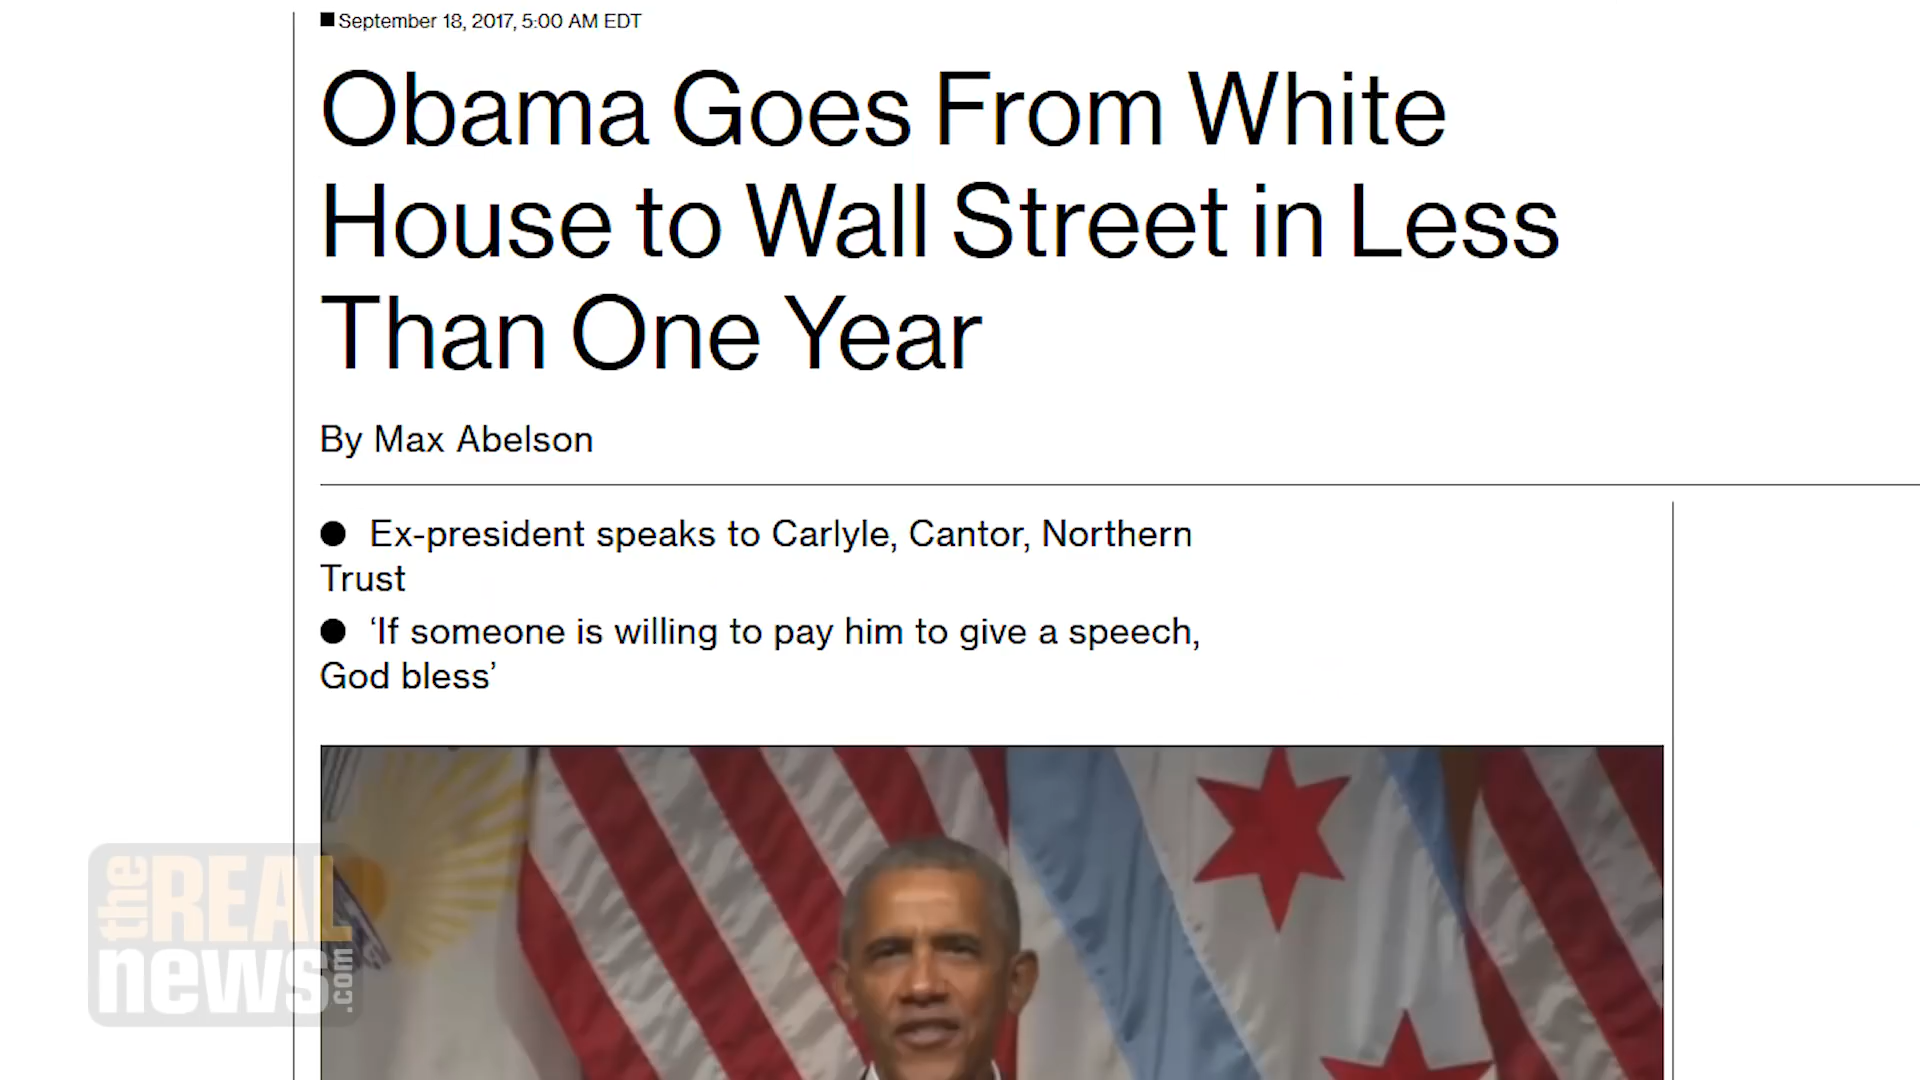 September 18, 2017, 5:00 AM EDT
Obama Goes From White
House to Wall Street in Less
Than One Year
By Max Abelson
● Ex-president speaks to Carlyle, Cantor, Northern
Trust
● ‘If someone is willing to pay him to give a speech,
God bless’
the REAL
news.com